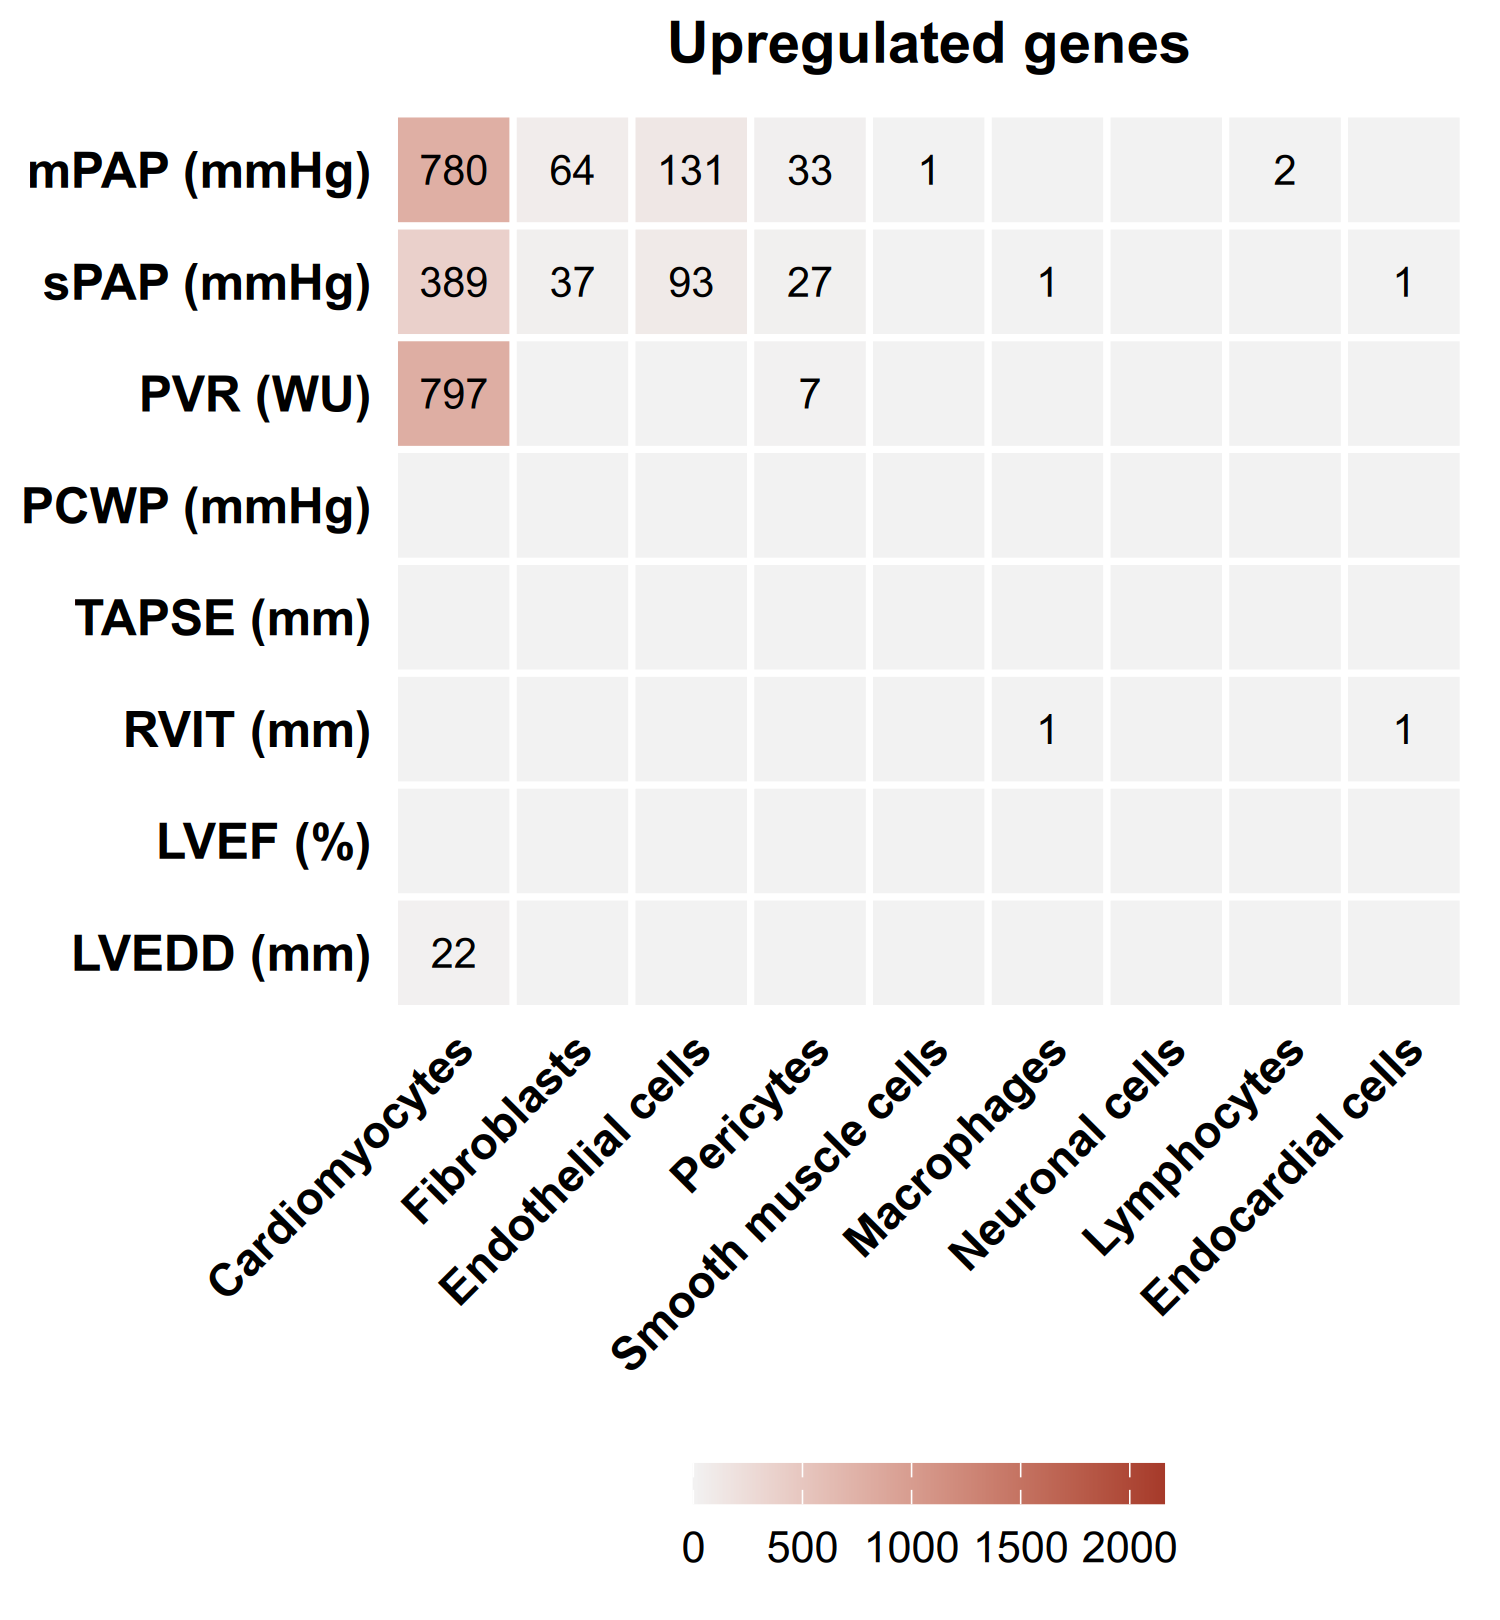 Upregulated genes
mPAP (mmHg) 780 64 131 33 1 2
sPAP (mmHg) 389 37 93 27 1 1
PVR (WU) 797 7
PCWP (mmHg)
TAPSE (mm)
RVIT (mm) 1 1
LVEF (%)
LVEDD (mm) 22
Cardiomyocytes
Fibroblasts
Endothelial cells
Pericytes
Smooth muscle cells
Macrophages
Neuronal cells
Lymphocytes
Endocardial cells
0 500 1000 1500 2000